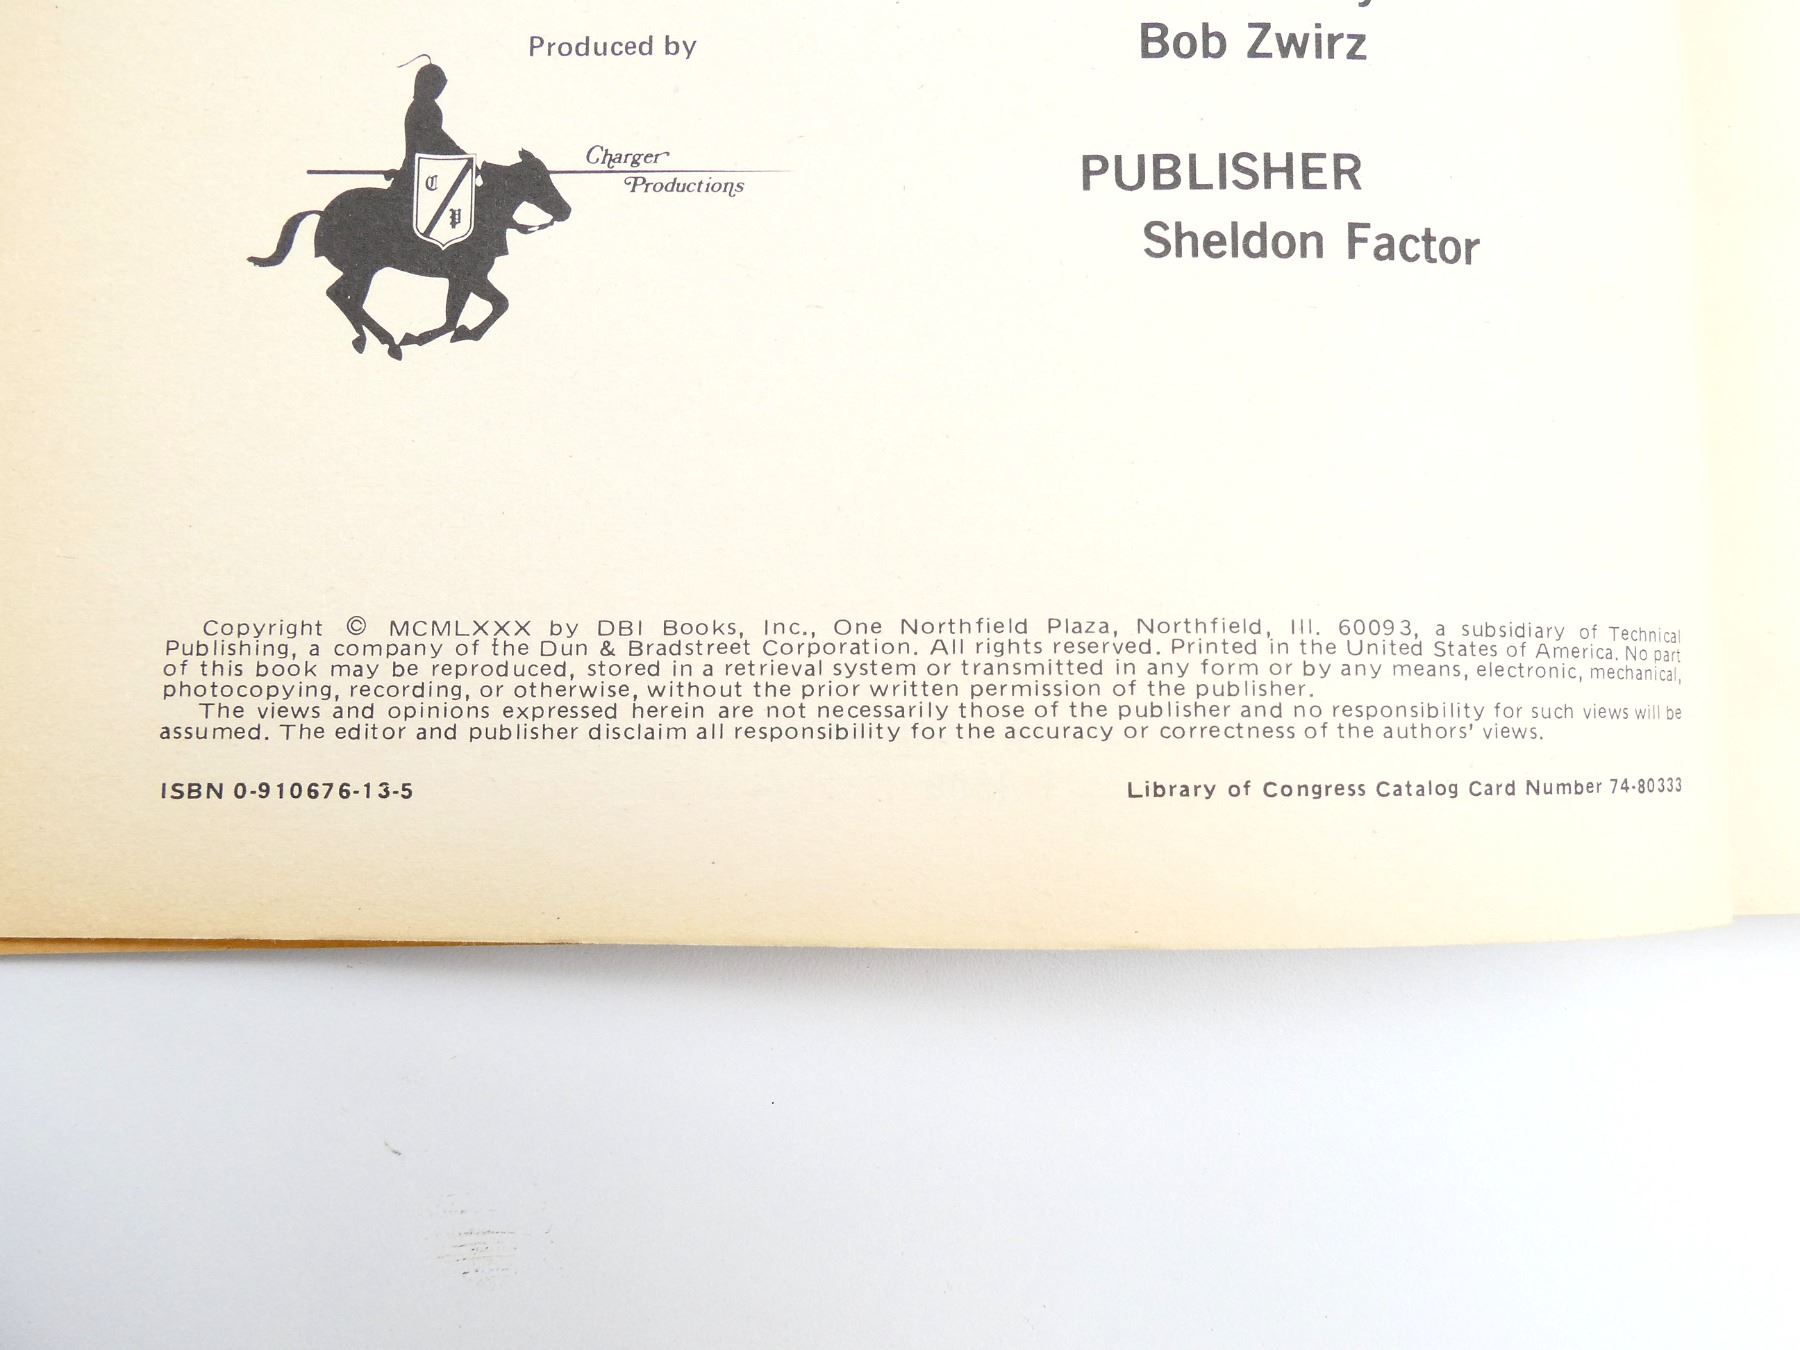 Produced by
Charger
Productions
C
P
Bob Zwirz
PUBLISHER
Sheldon Factor
Copyright © MCMLXXX by DBI Books, Inc., One Northfield Plaza, Northfield, Ill. 60093, a subsidiary of Technical
Publishing, a company of the Dun & Bradstreet Corporation. All rights reserved. Printed in the United States of America. No part
of this book may be reproduced, stored in a retrieval system or transmitted in any form or by any means, electronic, mechanical,
photocopying, recording, or otherwise, without the prior written permission of the publisher.
The views and opinions expressed herein are not necessarily those of the publisher and no responsibility for such views will be
assumed. The editor and publisher disclaim all responsibility for the accuracy or correctness of the authors' views.
ISBN 0-910676-13-5
Library of Congress Catalog Card Number 74-80333